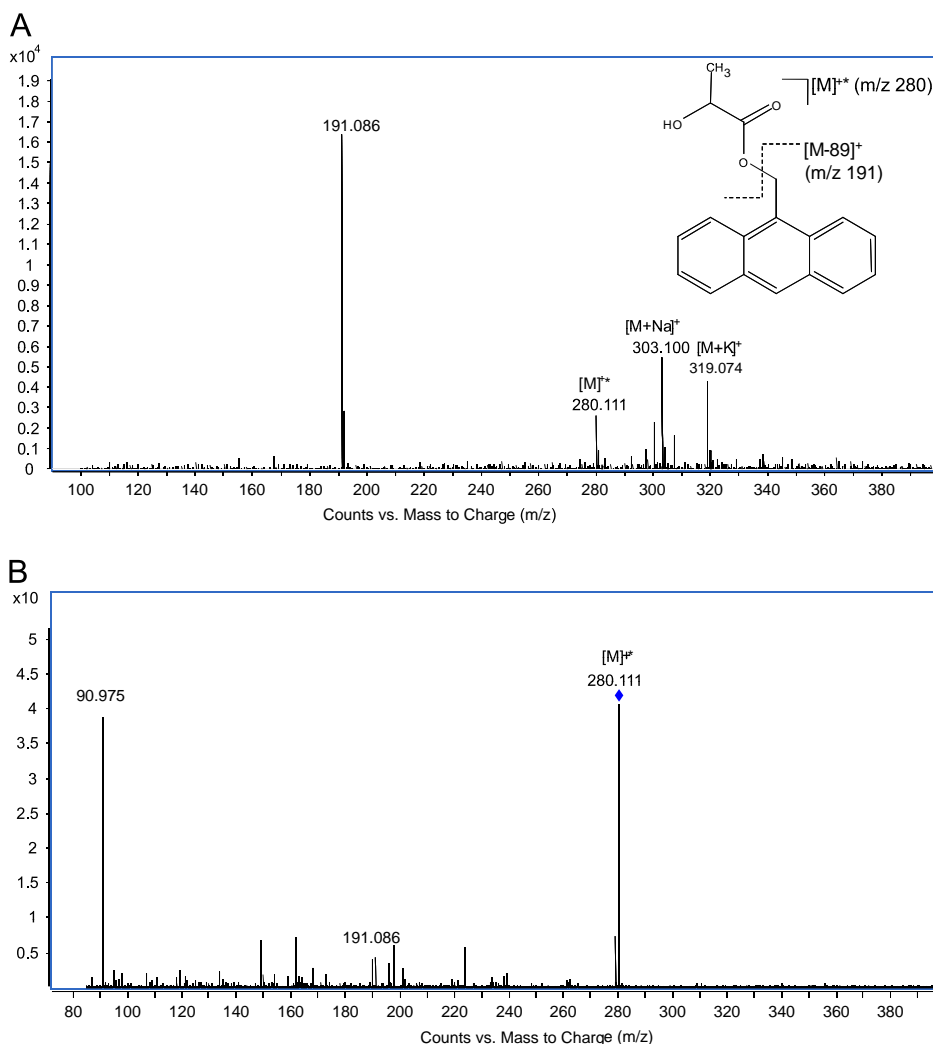 A
x10⁴
1.9
1.8
1.7
1.6
1.5
1.4
1.3
1.2
1.1
1
0.9
0.8
0.7
0.6
0.5
0.4
0.3
0.2
0.1
0
191.086
CH₃
HO
O
O
[M]⁺* (m/z 280)
[M-89]⁺
(m/z 191)
[M+Na]⁺
303.100
[M+K]⁺
319.074
[M]⁺*
280.111
100 120 140 160 180 200 220 240 260 280 300 320 340 360 380
Counts vs. Mass to Charge (m/z)
B
x10
5
4.5
4
3.5
3
2.5
2
1.5
1
0.5
90.975
191.086
[M]⁺*
280.111
80 100 120 140 160 180 200 220 240 260 280 300 320 340 360 380
Counts vs. Mass to Charge (m/z)